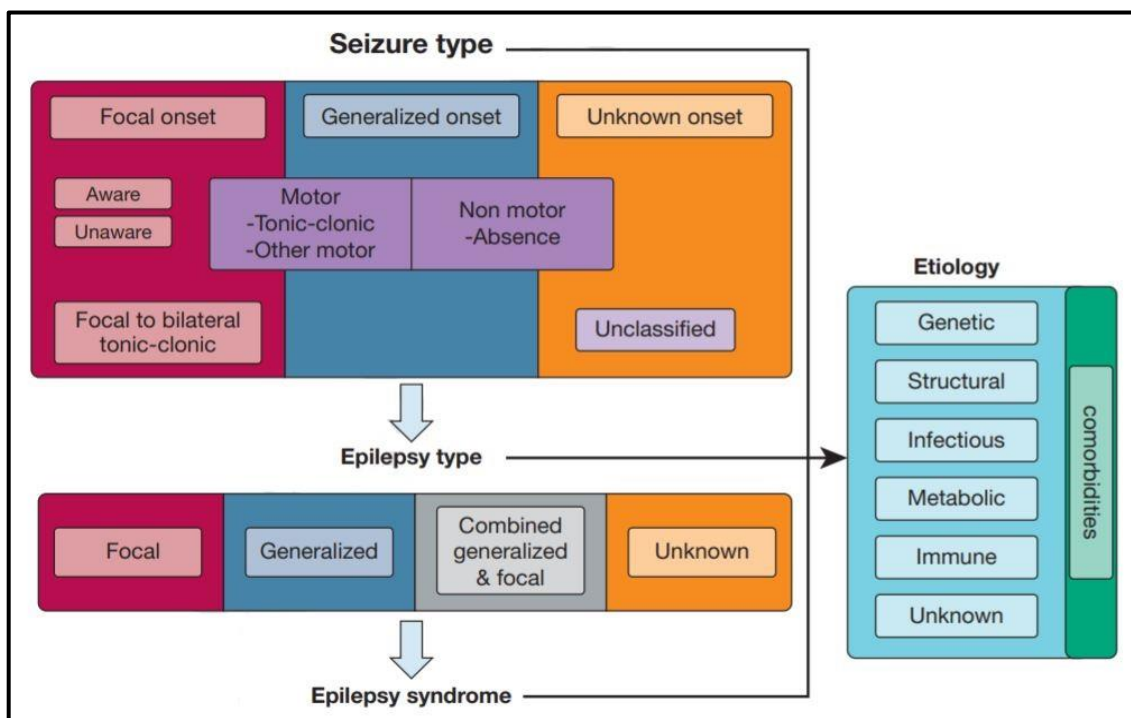 Seizure type
Focal onset
Generalized onset
Unknown onset
Aware
Unaware
Motor
-Tonic-clonic
-Other motor
Non motor
-Absence
Focal to bilateral
tonic-clonic
Unclassified
Epilepsy type
Focal
Generalized
Combined
generalized
& focal
Unknown
Epilepsy syndrome
Etiology
Genetic
Structural
Infectious
Metabolic
Immune
Unknown
comorbidities